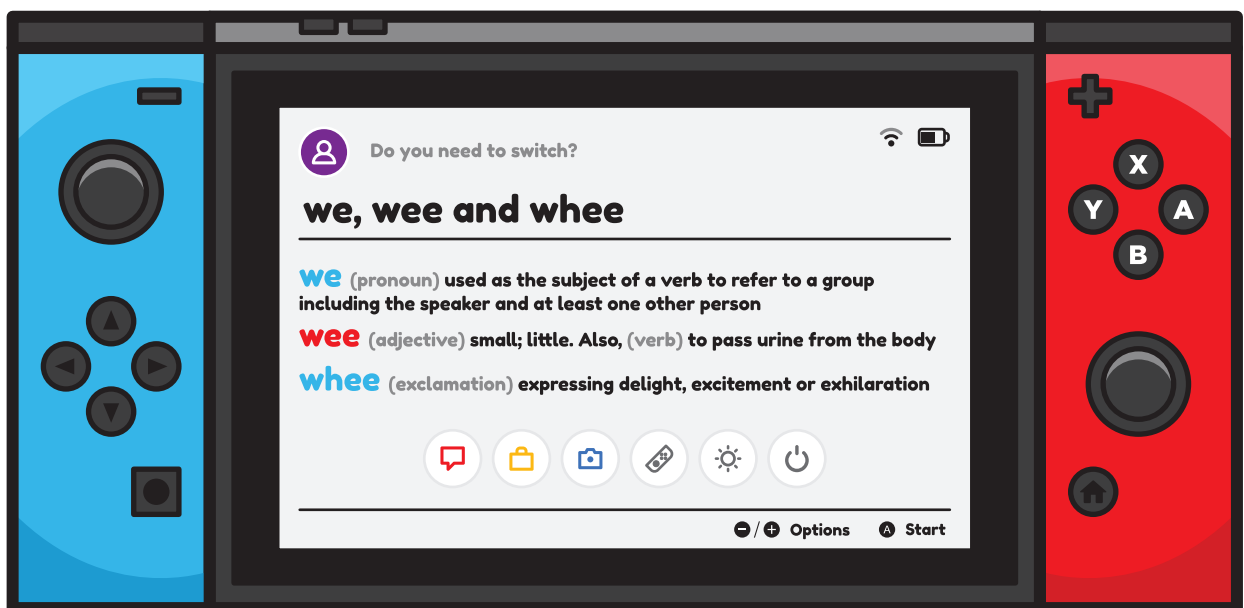 Do you need to switch?
we, wee and whee
we (pronoun) used as the subject of a verb to refer to a group
including the speaker and at least one other person
wee (adjective) small; little. Also, (verb) to pass urine from the body
whee (exclamation) expressing delight, excitement or exhilaration
−/+ Options A Start
X
Y A
B